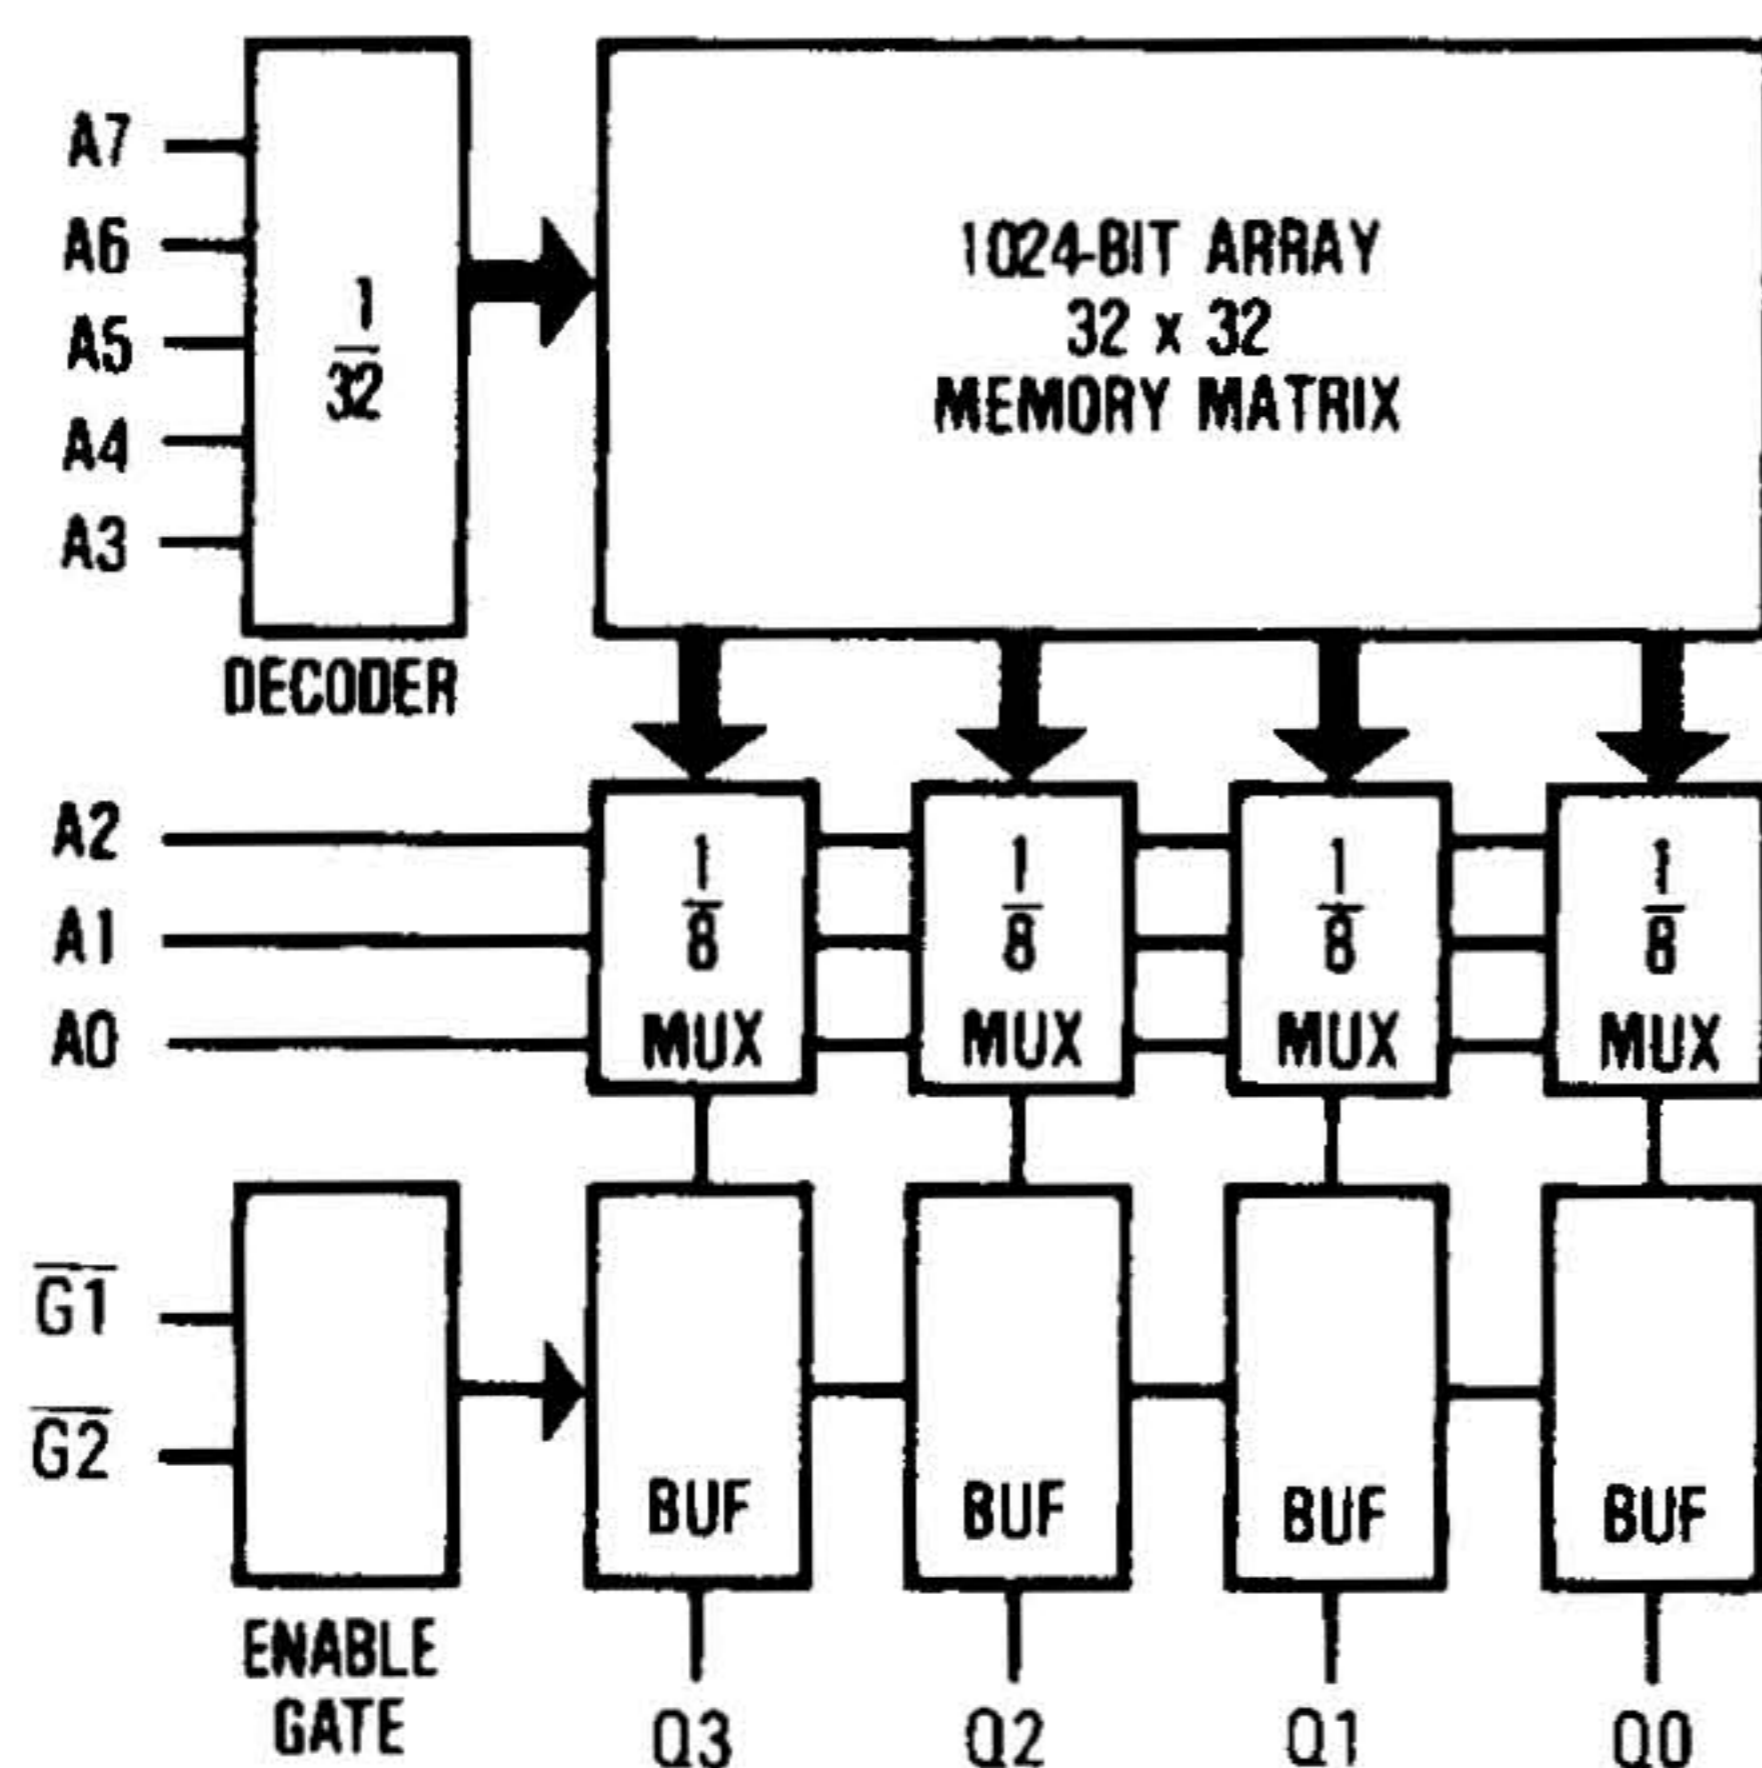 A7
A6
A5
A4
A3
1
32
DECODER
1024-BIT ARRAY
32 x 32
MEMORY MATRIX
A2
A1
A0
1
8
MUX
1
8
MUX
1
8
MUX
1
8
MUX
G1
G2
ENABLE
GATE
BUF
BUF
BUF
BUF
Q3
Q2
Q1
Q0